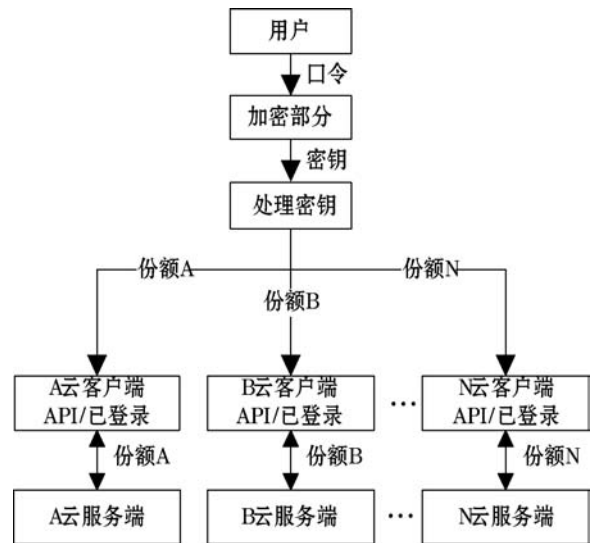 用户
口令
加密部分
密钥
处理密钥
份额A
份额B
份额N
A云客户端
API/已登录
B云客户端
API/已登录
…
N云客户端
API/已登录
份额A
份额B
份额N
A云服务端
B云服务端
…
N云服务端